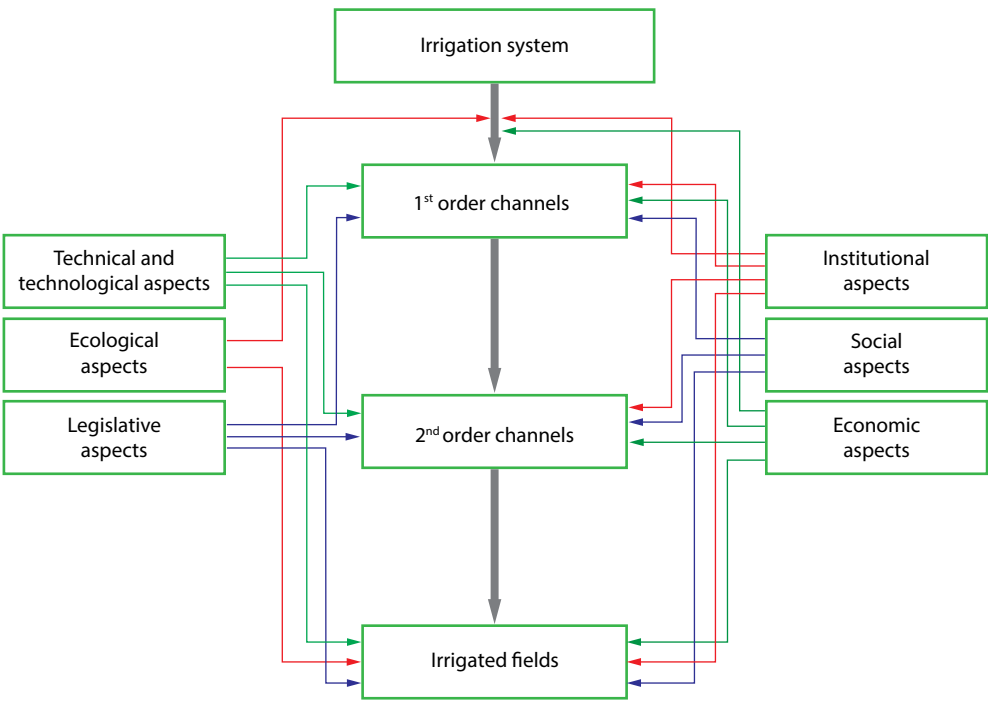 Irrigation system
1st order channels
Technical and
technological aspects
Ecological
aspects
Legislative
aspects
Institutional
aspects
Social
aspects
Economic
aspects
2nd order channels
Irrigated fields